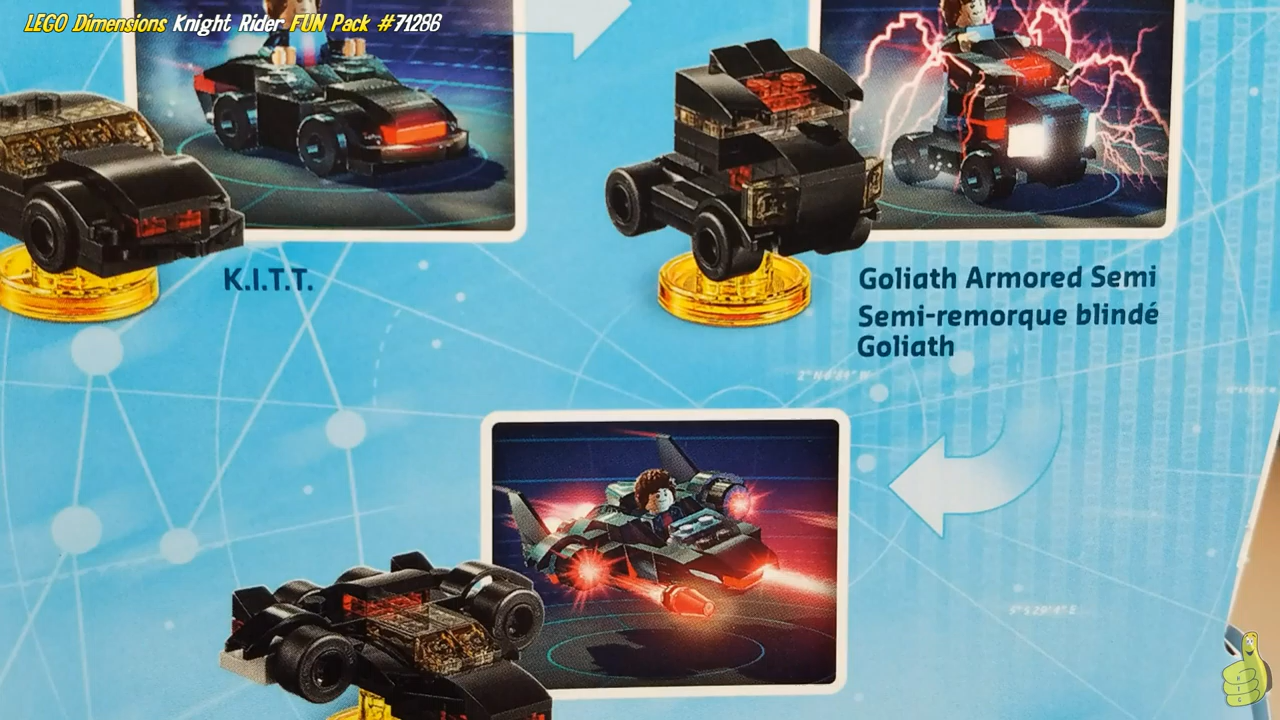 LEGO Dimensions Knight Rider FUN Pack #71286
K.I.T.T.
Goliath Armored Semi
Semi-remorque blindé
Goliath